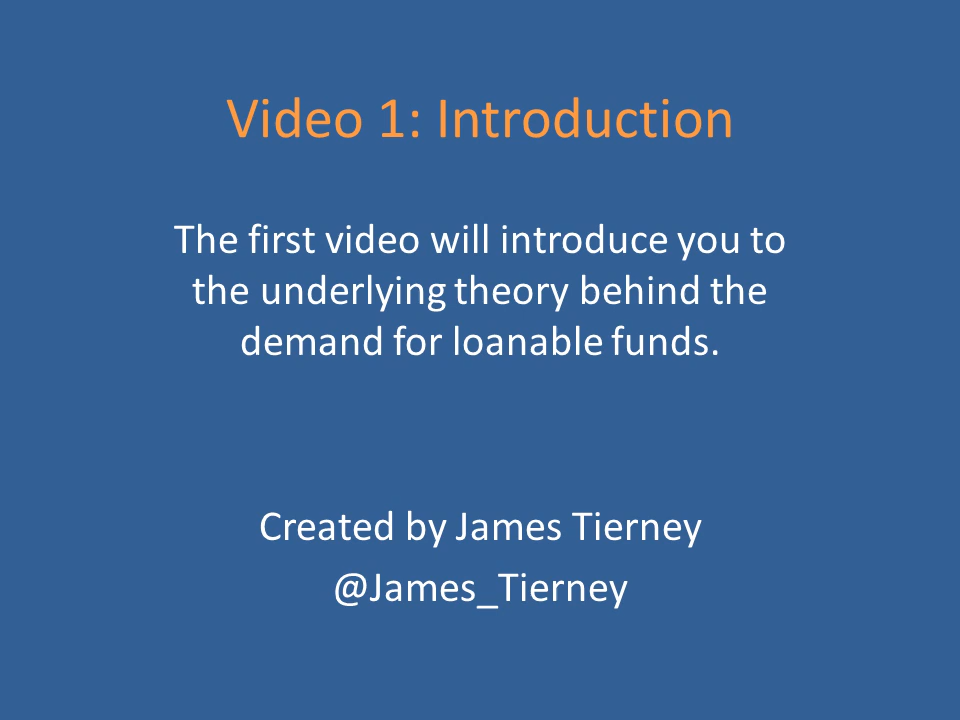 Video 1: Introduction
The first video will introduce you to
the underlying theory behind the
demand for loanable funds.
Created by James Tierney
@James_Tierney